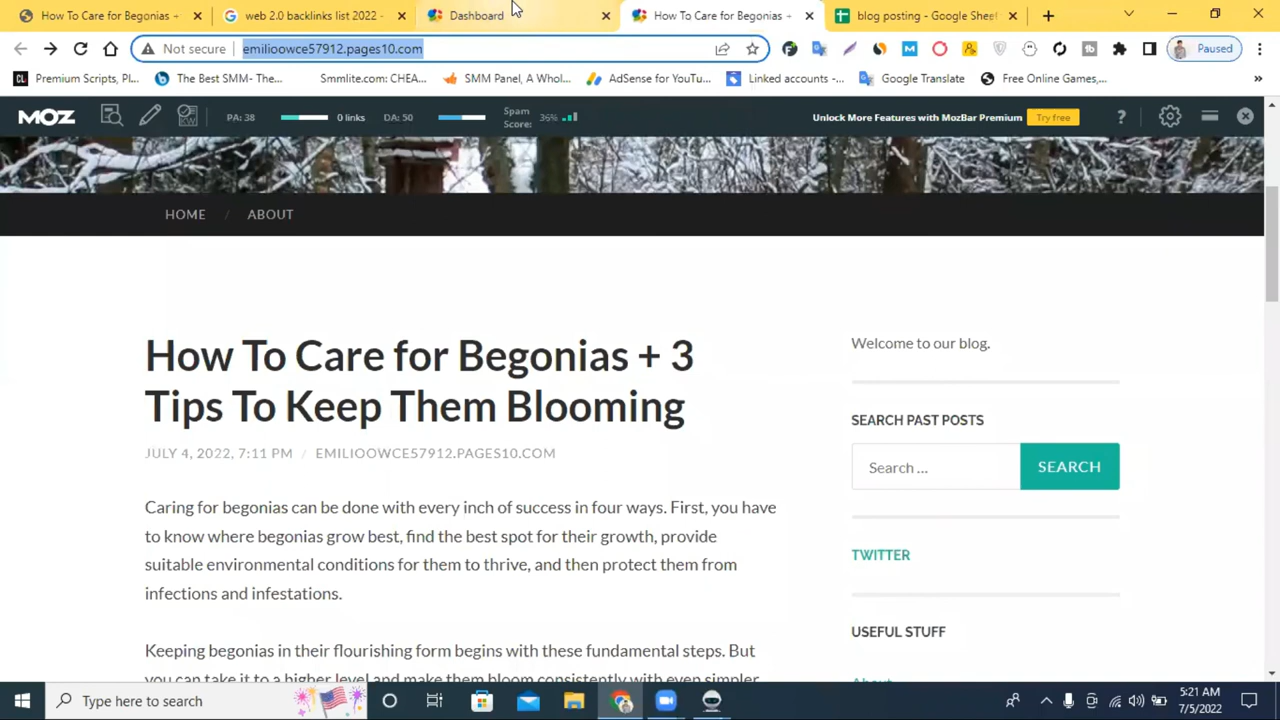 How To Care for Begonias +
web 2.0 backlinks list 2022 -
Dashboard
How To Care for Begonias +
blog posting - Google Sheet
Not secure
emilioowce57912.pages10.com
Paused
Premium Scripts, Pl...
The Best SMM- The...
Smmlite.com: CHEA...
SMM Panel, A Whol...
AdSense for YouTu...
Linked accounts -...
Google Translate
Free Online Games,...
MOZ
PA: 38
0 links
DA: 50
Spam Score:
36%
Unlock More Features with MozBar Premium
Try free
HOME / ABOUT
How To Care for Begonias + 3
Tips To Keep Them Blooming
JULY 4, 2022, 7:11 PM / EMILIOOWCE57912.PAGES10.COM
Caring for begonias can be done with every inch of success in four ways. First, you have
to know where begonias grow best, find the best spot for their growth, provide
suitable environmental conditions for them to thrive, and then protect them from
infections and infestations.
Keeping begonias in their flourishing form begins with these fundamental steps. But
you can take it to a higher level and make them bloom consistently with even simpler
Welcome to our blog.
SEARCH PAST POSTS
Search ...
SEARCH
TWITTER
USEFUL STUFF
About
Type here to search
5:21 AM
7/5/2022